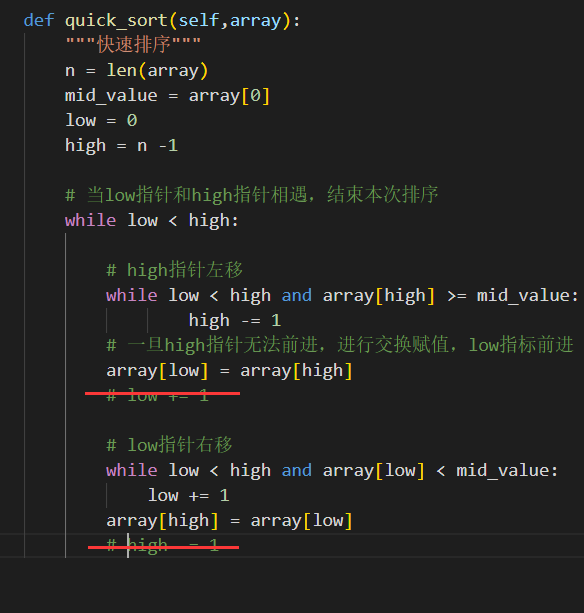 def quick_sort(self,array):
"""快速排序"""
n = len(array)
mid_value = array[0]
low = 0
high = n -1
# 当low指针和high指针相遇，结束本次排序
while low < high:
# high指针左移
while low < high and array[high] >= mid_value:
high -= 1
# 一旦high指针无法前进，进行交换赋值，low指标前进
array[low] = array[high]
# low += 1
# low指针右移
while low < high and array[low] < mid_value:
low += 1
array[high] = array[low]
# high -= 1